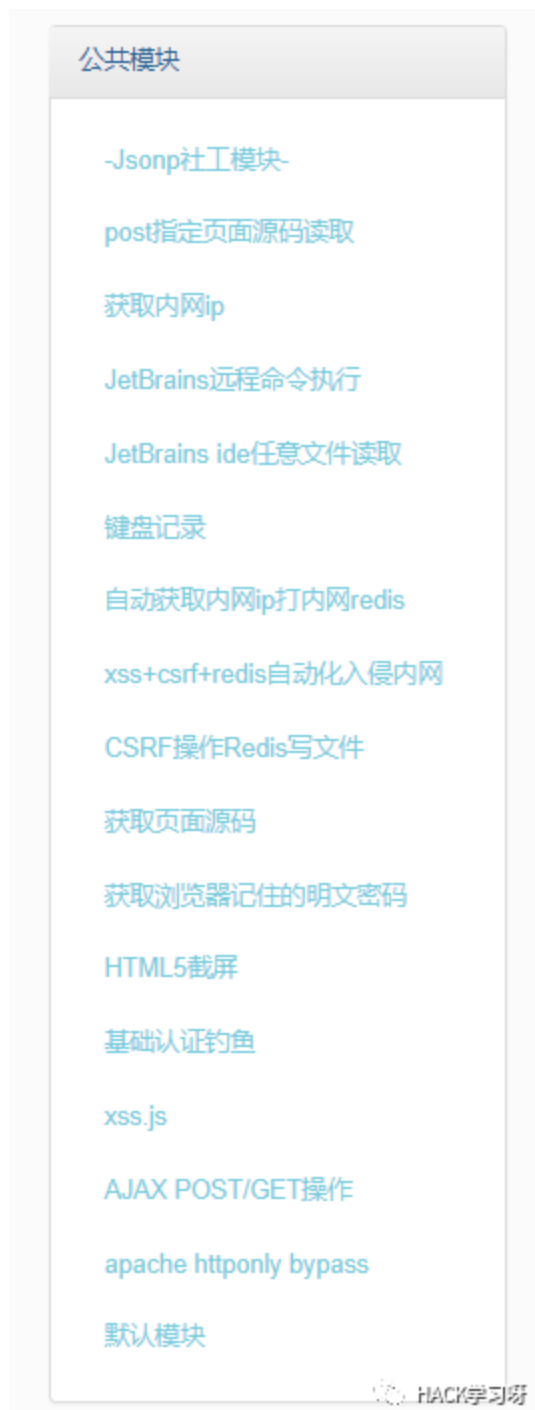 公共模块
-Jsonp社工模块-
post指定页面源码读取
获取内网ip
JetBrains远程命令执行
JetBrains ide任意文件读取
键盘记录
自动获取内网ip打内网redis
xss+csrf+redis自动化入侵内网
CSRF操作Redis写文件
获取页面源码
获取浏览器记住的明文密码
HTML5截屏
基础认证钓鱼
xss.js
AJAX POST/GET操作
apache httponly bypass
默认模块
HACK学习呀